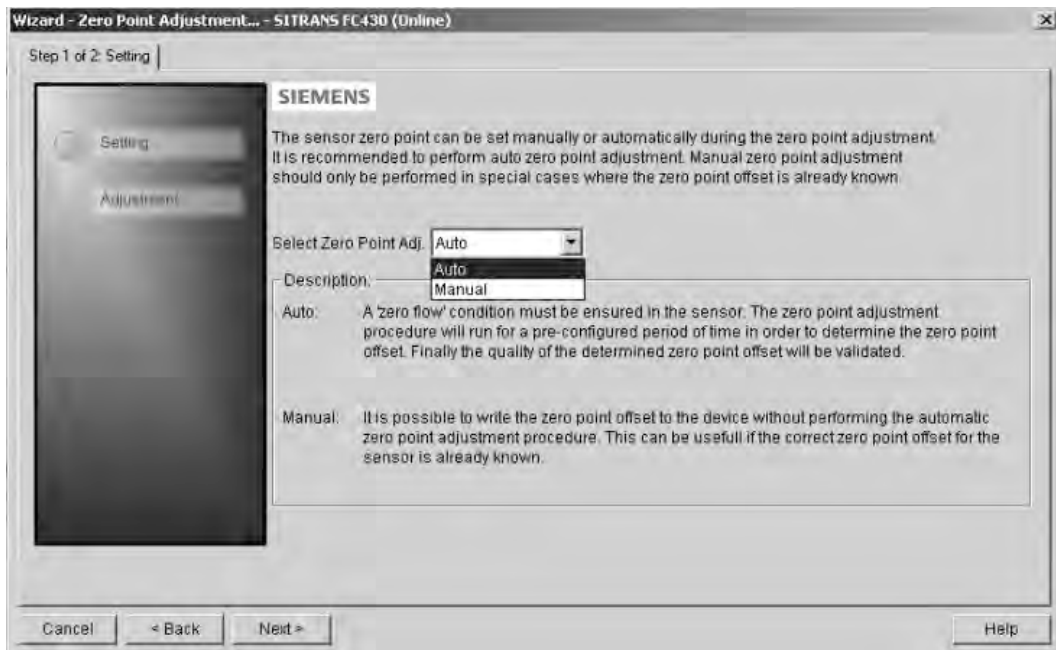 Wizard - Zero Point Adjustment... - SITRANS FC430 (Online)
Step 1 of 2: Setting
SIEMENS
Setting
Adjustment
The sensor zero point can be set manually or automatically during the zero point adjustment.
It is recommended to perform auto zero point adjustment. Manual zero point adjustment
should only be performed in special cases where the zero point offset is already known.
Select Zero Point Adj. Auto
Auto
Manual
Description:
Auto: A 'zero flow' condition must be ensured in the sensor. The zero point adjustment
procedure will run for a pre-configured period of time in order to determine the zero point
offset. Finally the quality of the determined zero point offset will be validated.
Manual: It is possible to write the zero point offset to the device without performing the automatic
zero point adjustment procedure. This can be usefull if the correct zero point offset for the
sensor is already known.
Cancel < Back Next > Help